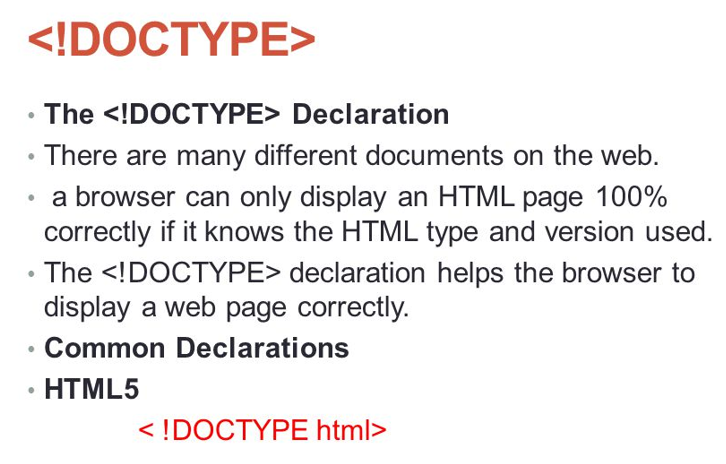 <!DOCTYPE>
• The <!DOCTYPE> Declaration
• There are many different documents on the web.
• a browser can only display an HTML page 100%
correctly if it knows the HTML type and version used.
• The <!DOCTYPE> declaration helps the browser to
display a web page correctly.
• Common Declarations
• HTML5
< !DOCTYPE html>